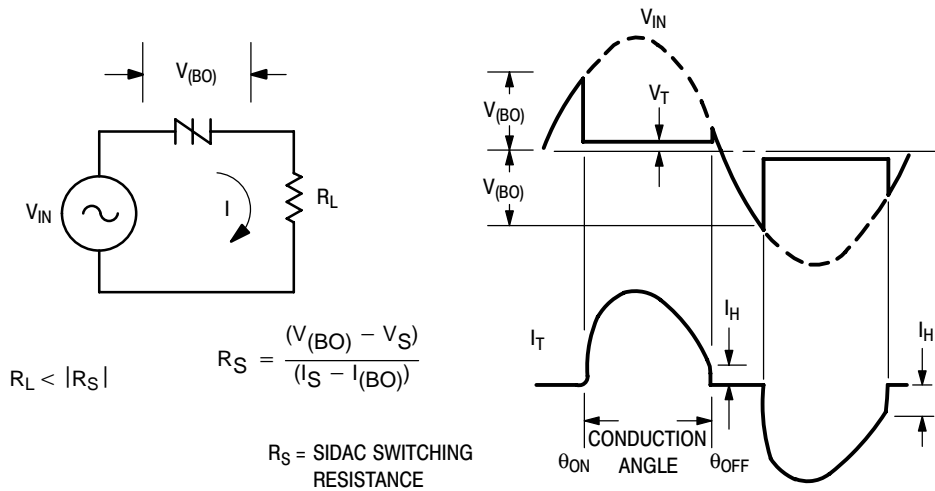 V(BO)
VIN
I
RL
RL < |RS|
RS = (V(BO) − VS) / (IS − I(BO))
RS = SIDAC SWITCHING
RESISTANCE
VIN
VT
V(BO)
V(BO)
IH
IT
IH
CONDUCTION
ANGLE
θON
θOFF